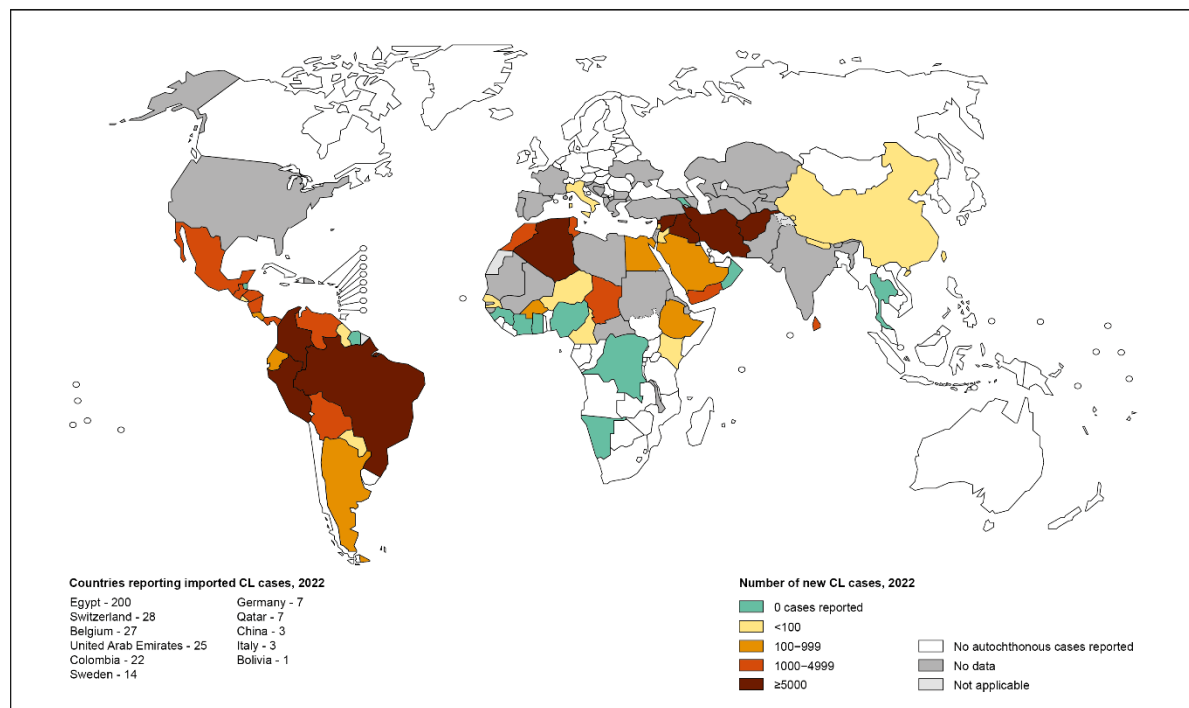 Countries reporting imported CL cases, 2022
Egypt - 200
Switzerland - 28
Belgium - 27
United Arab Emirates - 25
Colombia - 22
Sweden - 14
Germany - 7
Qatar - 7
China - 3
Italy - 3
Bolivia - 1
Number of new CL cases, 2022
0 cases reported
<100
100−999
1000−4999
≥5000
No autochthonous cases reported
No data
Not applicable